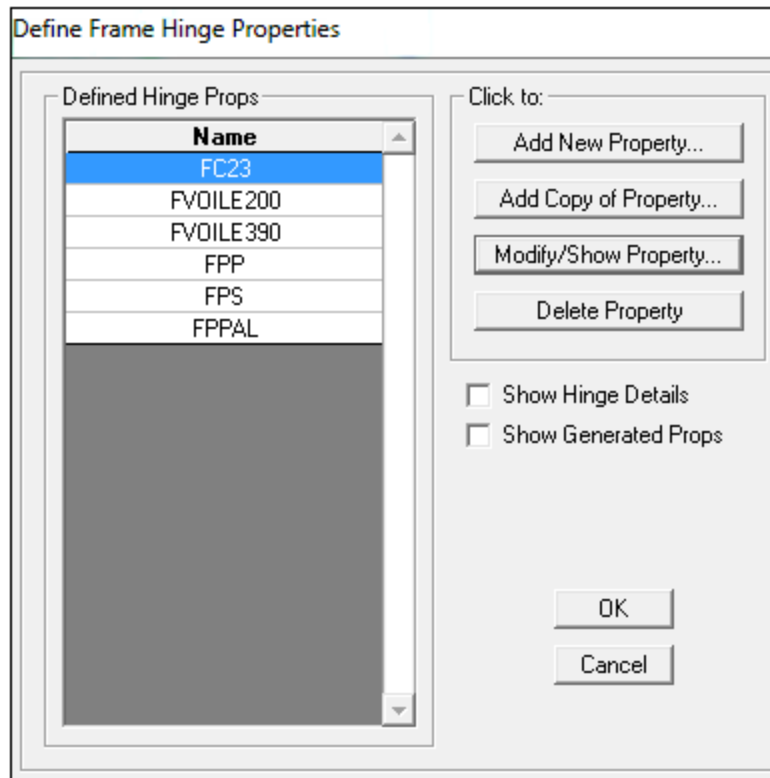 Define Frame Hinge Properties
Defined Hinge Props
Name
FC23
FVOILE200
FVOILE390
FPP
FPS
FPPAL
Click to:
Add New Property...
Add Copy of Property...
Modify/Show Property...
Delete Property
Show Hinge Details
Show Generated Props
OK
Cancel